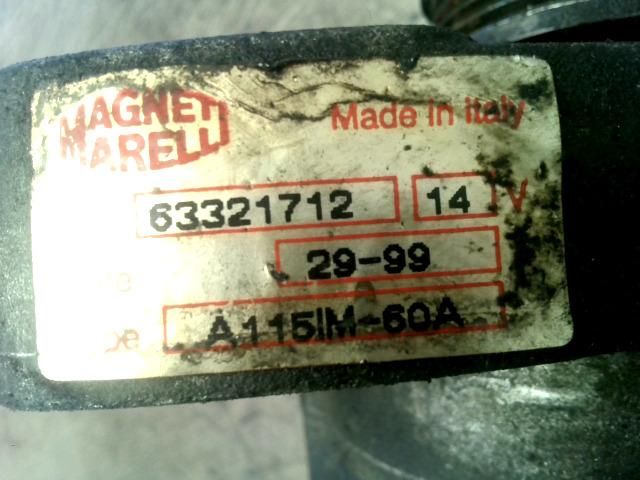 MAGNETI
MARELLI
Made in Italy
63321712 14 V
29-99
A115IM-60A